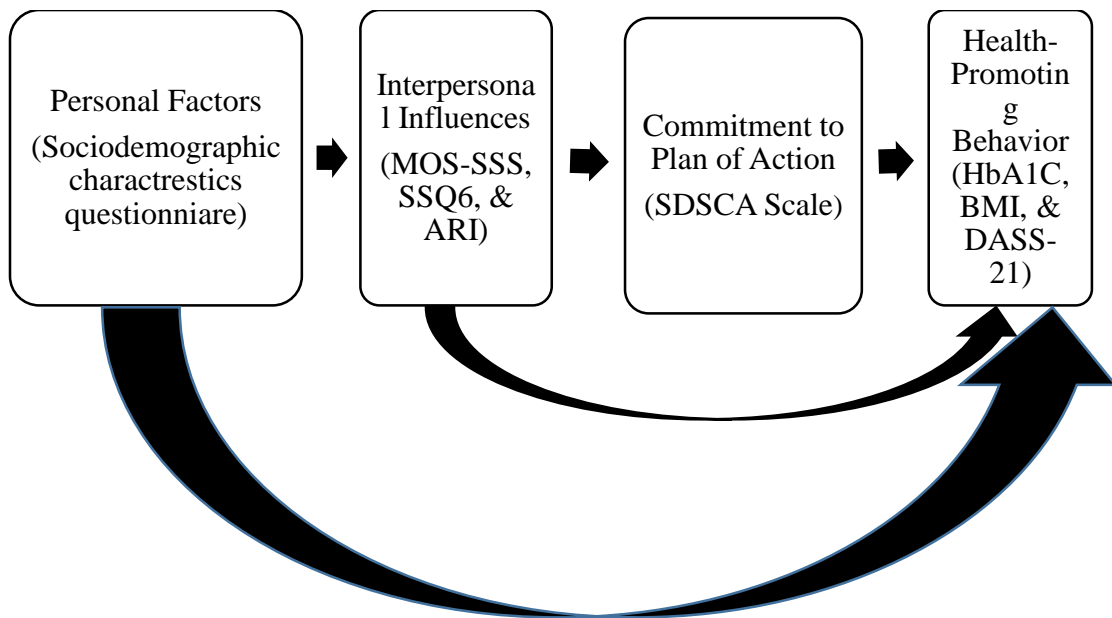 Personal Factors
(Sociodemographic
charactrestics
questionniare)
Interpersona
l Influences
(MOS-SSS,
SSQ6, &
ARI)
Commitment to
Plan of Action
(SDSCA Scale)
Health-
Promotin
g
Behavior
(HbA1C,
BMI, &
DASS-
21)